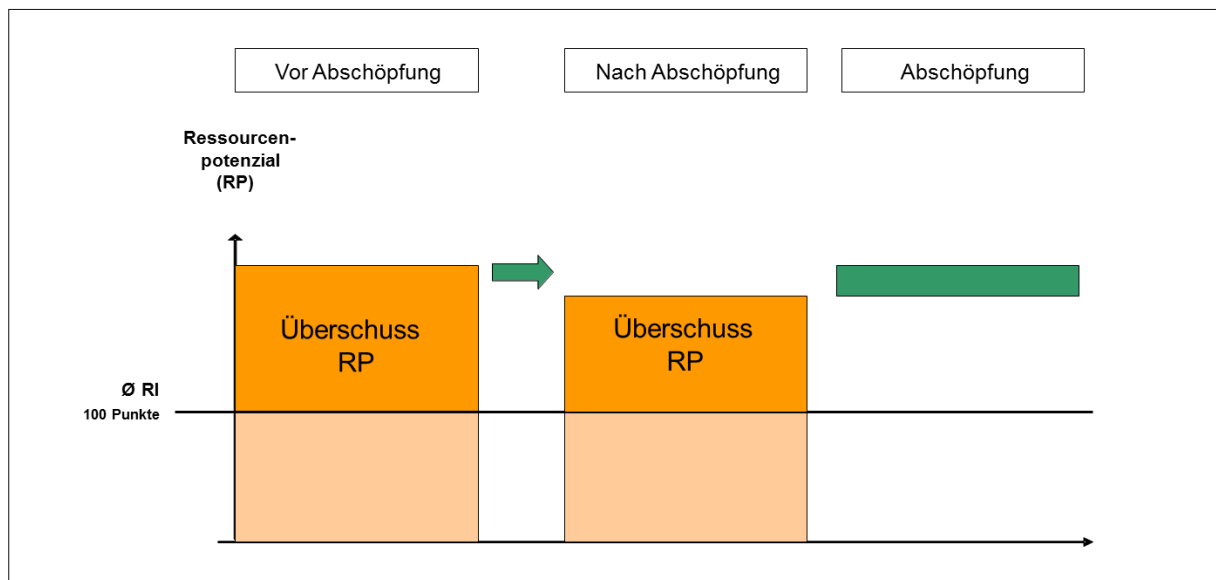 Vor Abschöpfung
Nach Abschöpfung
Abschöpfung
Ressourcen-
potenzial
(RP)
Überschuss
RP
Überschuss
RP
Ø RI
100 Punkte